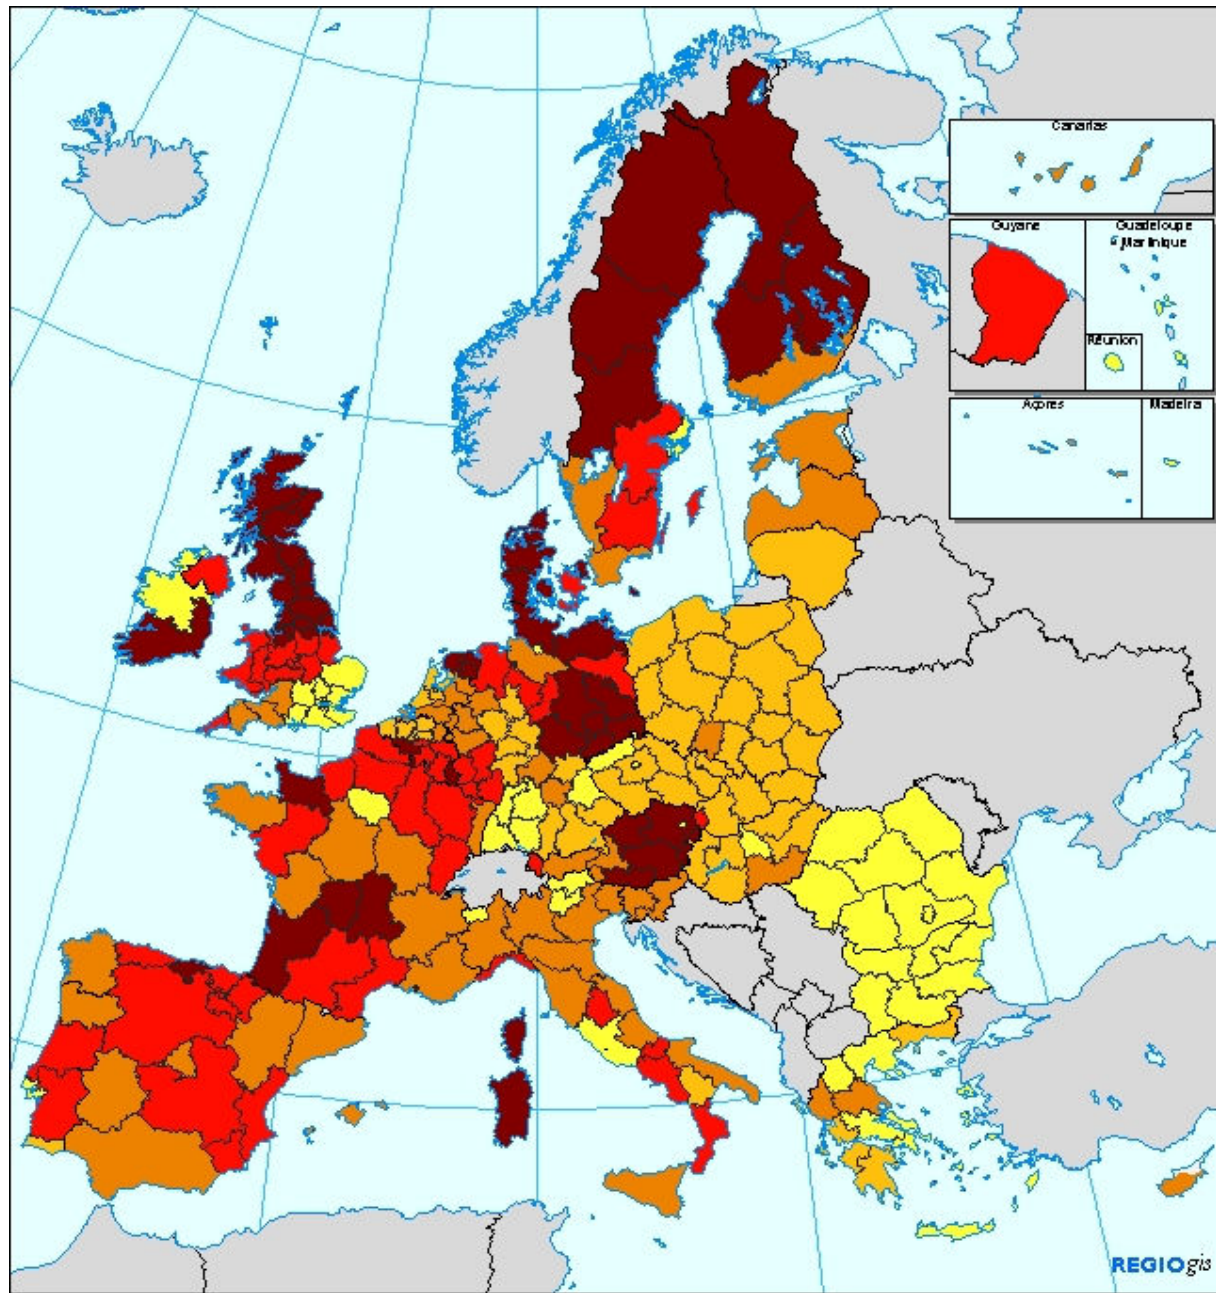 Canarias
Guyane
Guadeloupe
Martinique
Réunion
Açores
Madeira
REGIOgis